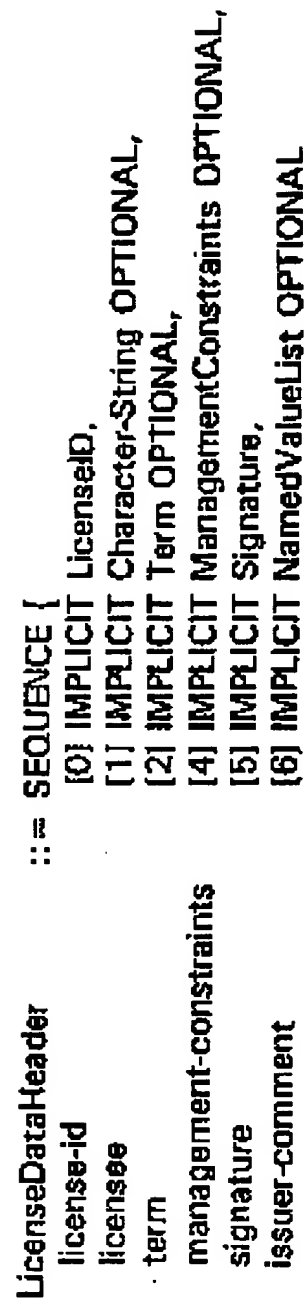 LicenseDataHeader ::= SEQUENCE {
license-id [0] IMPLICIT LicenseID,
licensee [1] IMPLICIT Character-String OPTIONAL,
term [2] IMPLICIT Term OPTIONAL,
management-constraints [4] IMPLICIT ManagementConstraints OPTIONAL,
signature [5] IMPLICIT Signature,
issuer-comment [6] IMPLICIT NamedValueList OPTIONAL